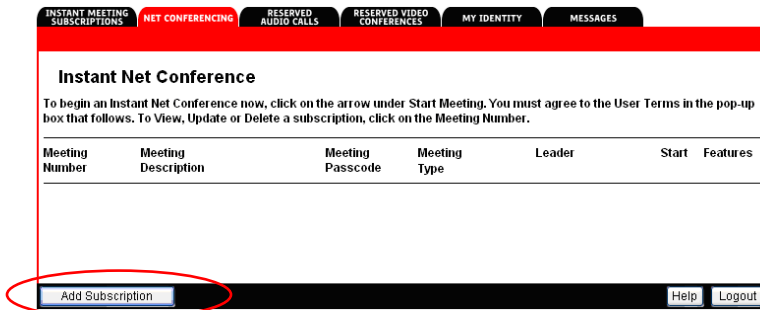 INSTANT MEETING SUBSCRIPTIONS
NET CONFERENCING
RESERVED AUDIO CALLS
RESERVED VIDEO CONFERENCES
MY IDENTITY
MESSAGES
Instant Net Conference
To begin an Instant Net Conference now, click on the arrow under Start Meeting. You must agree to the User Terms in the pop-up
box that follows. To View, Update or Delete a subscription, click on the Meeting Number.
Meeting Number
Meeting Description
Meeting Passcode
Meeting Type
Leader
Start
Features
Add Subscription
Help
Logout